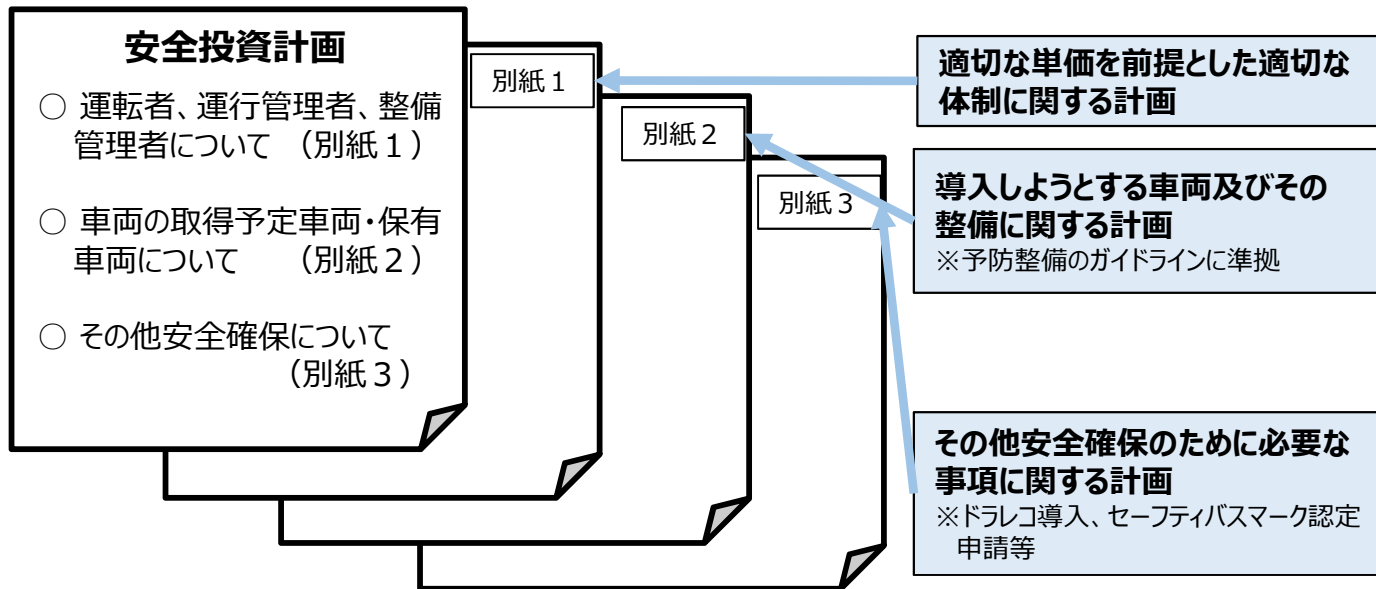 安全投資計画
○ 運転者、運行管理者、整備
管理者について （別紙１）
○ 車両の取得予定車両・保有
車両について （別紙２）
○ その他安全確保について
（別紙３）
別紙１
別紙２
別紙３
適切な単価を前提とした適切な
体制に関する計画
導入しようとする車両及びその
整備に関する計画
※予防整備のガイドラインに準拠
その他安全確保のために必要な
事項に関する計画
※ドラレコ導入、セーフティバスマーク認定
申請等